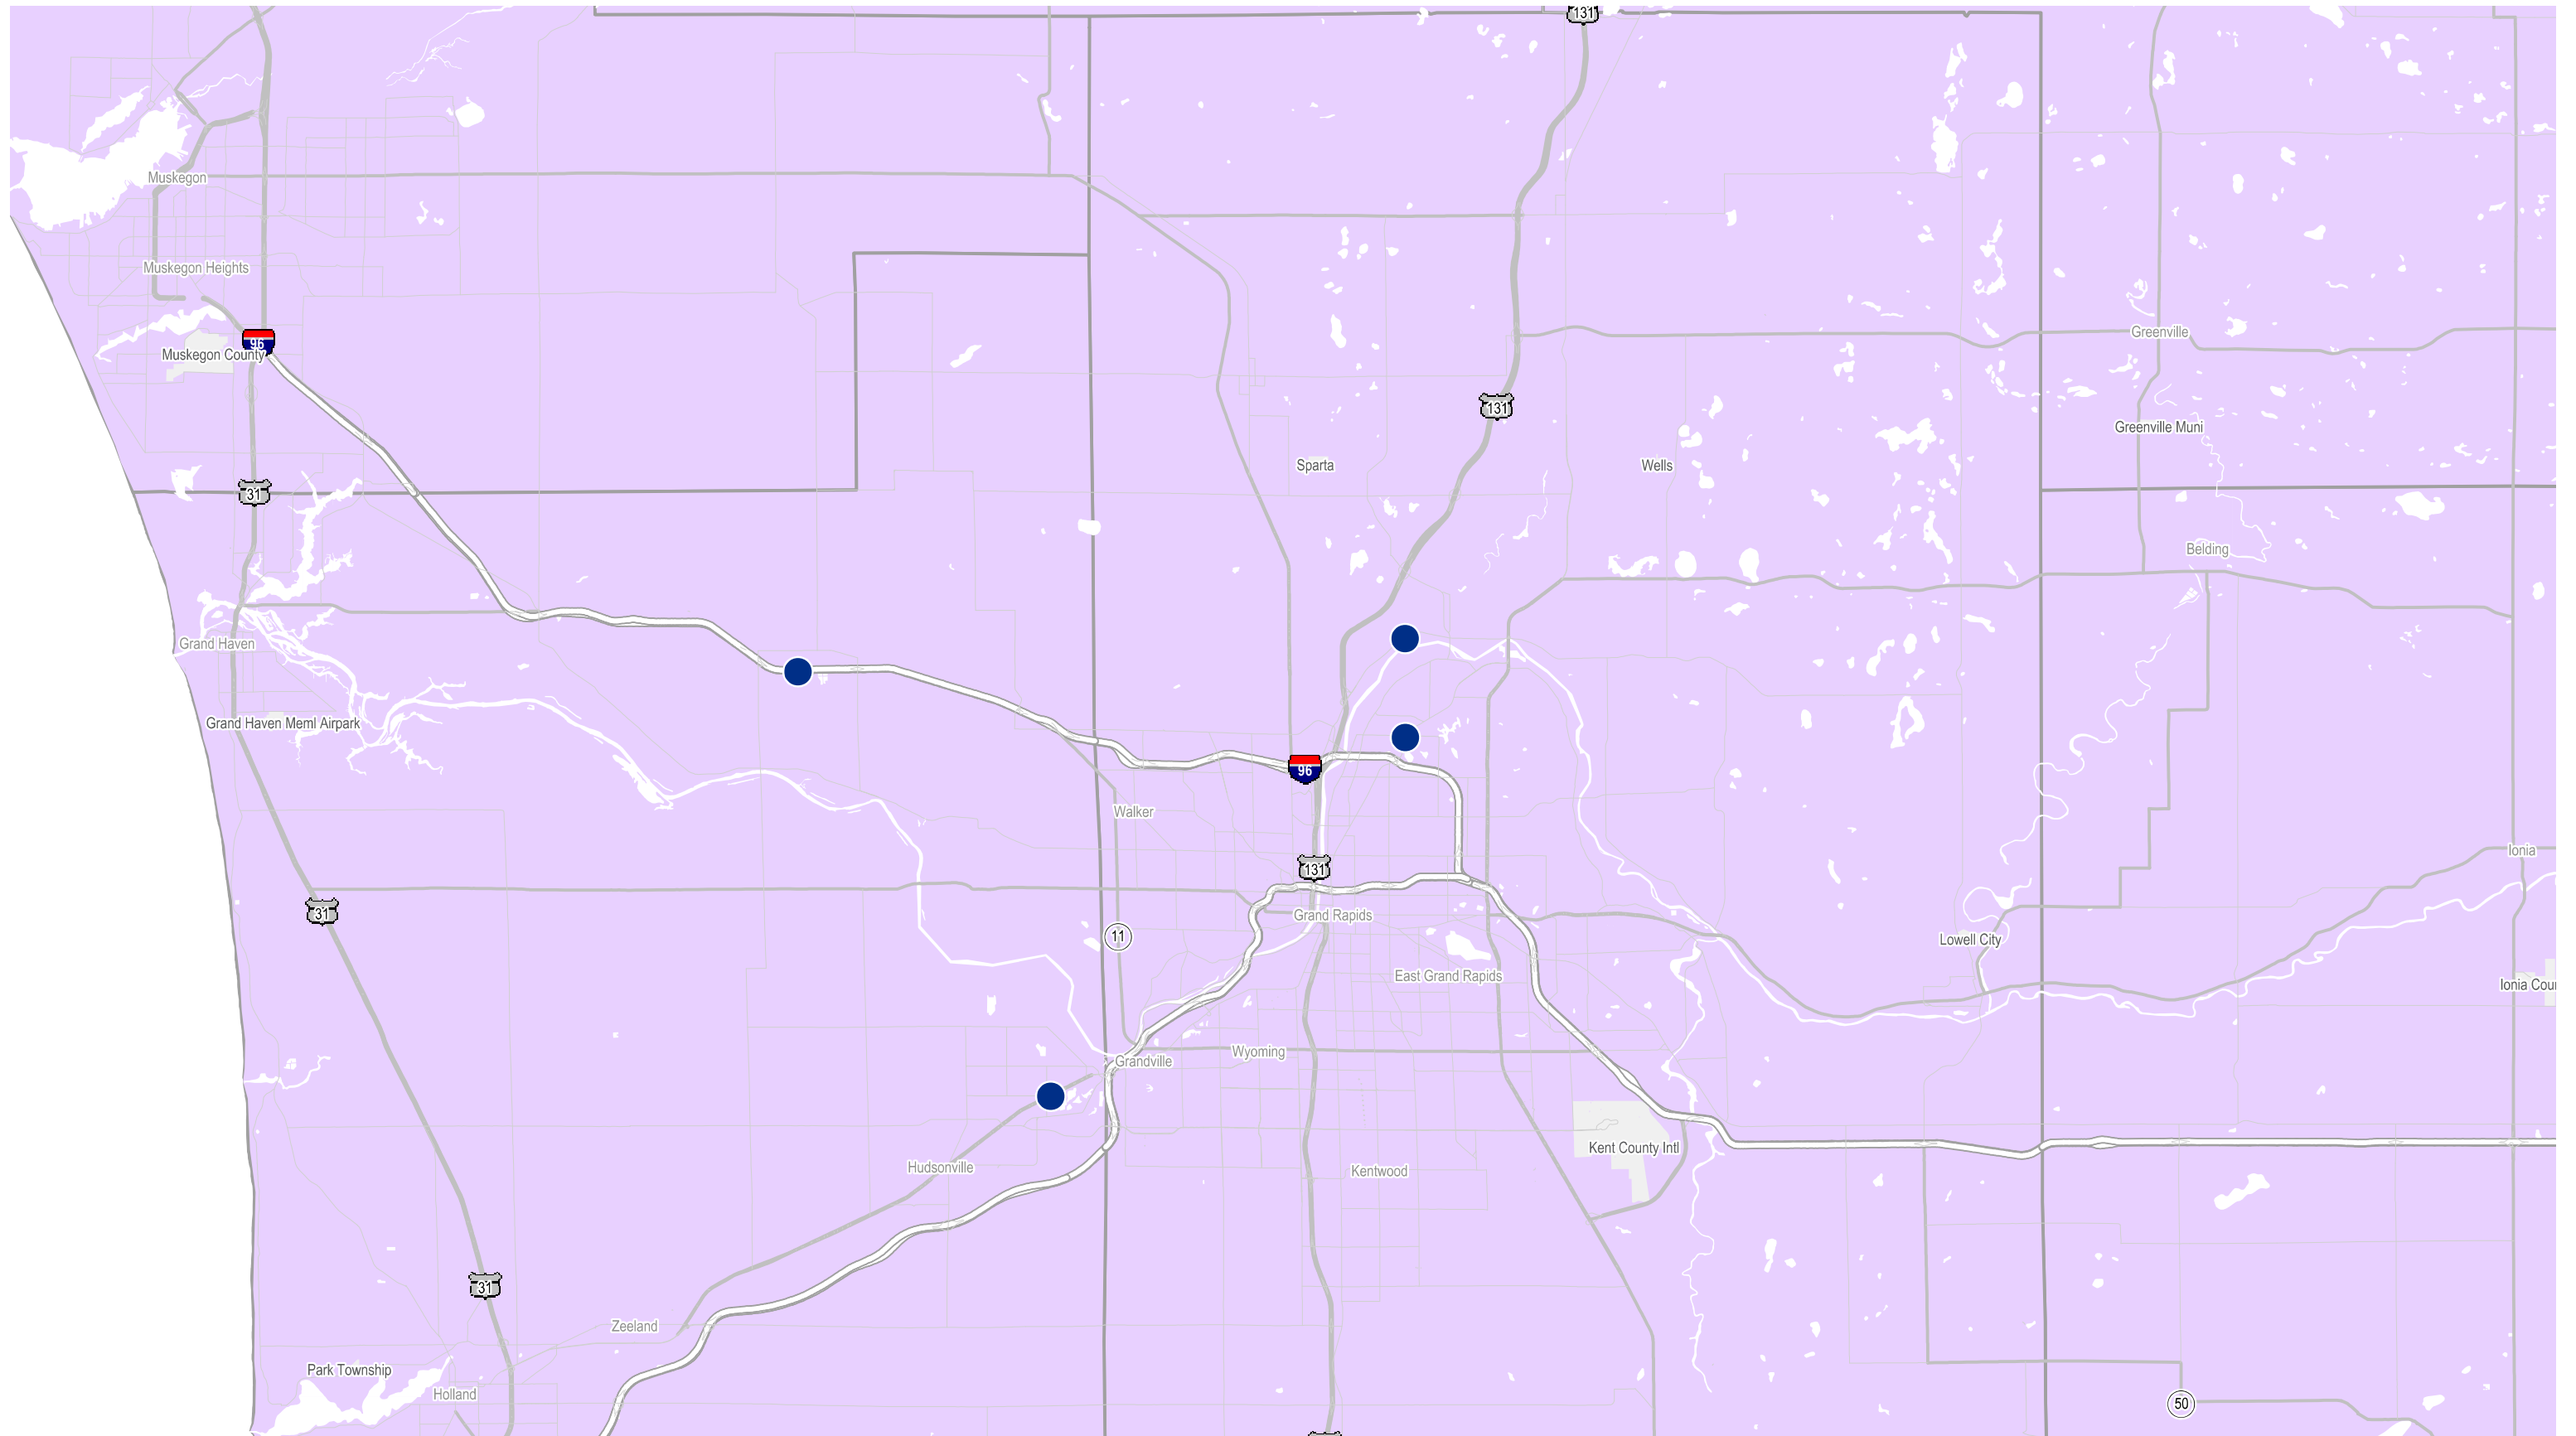 131
Muskegon
Muskegon Heights
96
Muskegon County
Greenville
131
Greenville Muni
Sparta
Wells
31
Belding
Grand Haven
Grand Haven Meml Airpark
96
Walker
Ionia
131
31
Grand Rapids
11
Lowell City
East Grand Rapids
Ionia Cou
Wyoming
Grandville
Kent County Intl
Hudsonville
Kentwood
31
Zeeland
Park Township
Holland
50